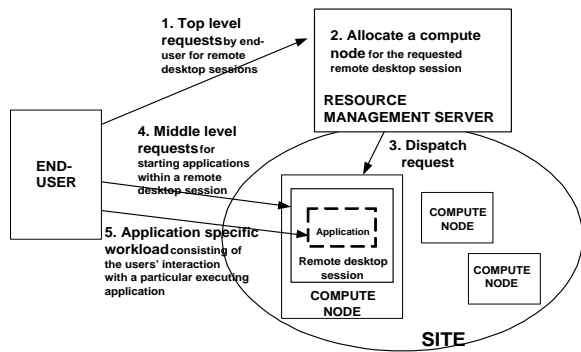 1. Top level
requests by end-
user for remote
desktop sessions
2. Allocate a compute
node for the requested
remote desktop session
RESOURCE
MANAGEMENT SERVER
3. Dispatch
request
4. Middle level
requests for
starting applications
within a remote
desktop session
END-
USER
5. Application specific
workload consisting of
the users' interaction
with a particular executing
application
Application
Remote desktop
session
COMPUTE
NODE
COMPUTE
NODE
COMPUTE
NODE
SITE